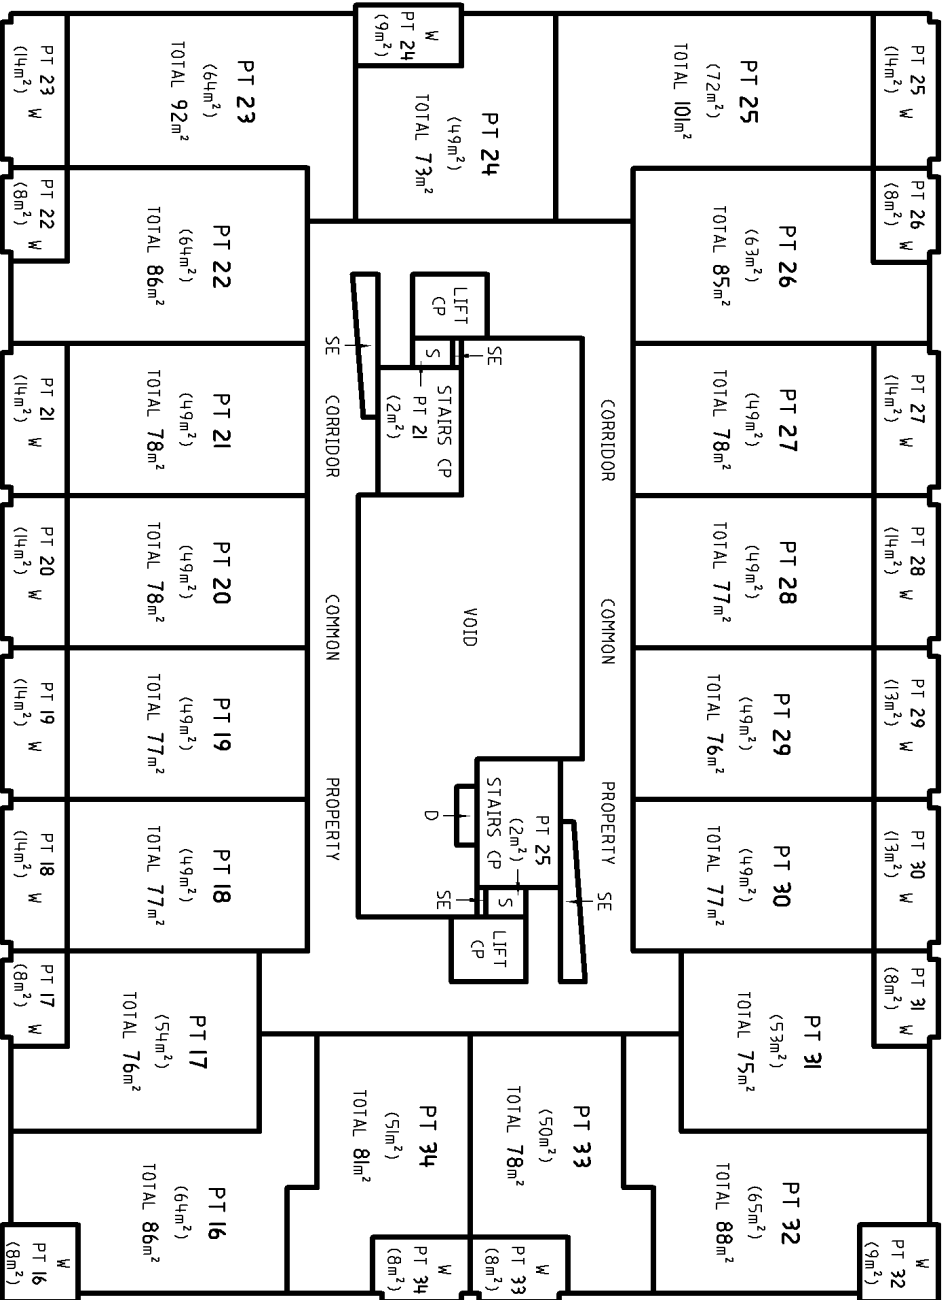 PT 25 W
(14m²)
PT 26 W
(8m²)
PT 27 W
(14m²)
PT 28 W
(14m²)
PT 29 W
(13m²)
PT 30 W
(13m²)
PT 31 W
(8m²)
W
PT 32
(9m²)
PT 25
(72m²)
TOTAL 101m²
PT 26
(63m²)
TOTAL 85m²
PT 27
(49m²)
TOTAL 78m²
PT 28
(49m²)
TOTAL 77m²
PT 29
(49m²)
TOTAL 76m²
PT 30
(49m²)
TOTAL 77m²
PT 31
(53m²)
TOTAL 75m²
PT 32
(65m²)
TOTAL 88m²
CORRIDOR COMMON PROPERTY
SE
PT 24
(49m²)
TOTAL 73m²
W
PT 24
(9m²)
LIFT
CP
SE
S
STAIRS CP
PT 21
(2m²)
SE
VOID
PT 25
(2m²)
STAIRS CP
D
S
SE
LIFT
CP
PT 33
(50m²)
TOTAL 78m²
W
PT 33
(8m²)
PT 34
(51m²)
TOTAL 81m²
W
PT 34
(8m²)
CORRIDOR COMMON PROPERTY
PT 23
(64m²)
TOTAL 92m²
PT 22
(64m²)
TOTAL 86m²
PT 21
(49m²)
TOTAL 78m²
PT 20
(49m²)
TOTAL 78m²
PT 19
(49m²)
TOTAL 77m²
PT 18
(49m²)
TOTAL 77m²
PT 17
(54m²)
TOTAL 76m²
PT 16
(64m²)
TOTAL 86m²
PT 23 W
(14m²)
PT 22 W
(8m²)
PT 21 W
(14m²)
PT 20 W
(14m²)
PT 19 W
(14m²)
PT 18 W
(14m²)
PT 17 W
(8m²)
W
PT 16
(8m²)